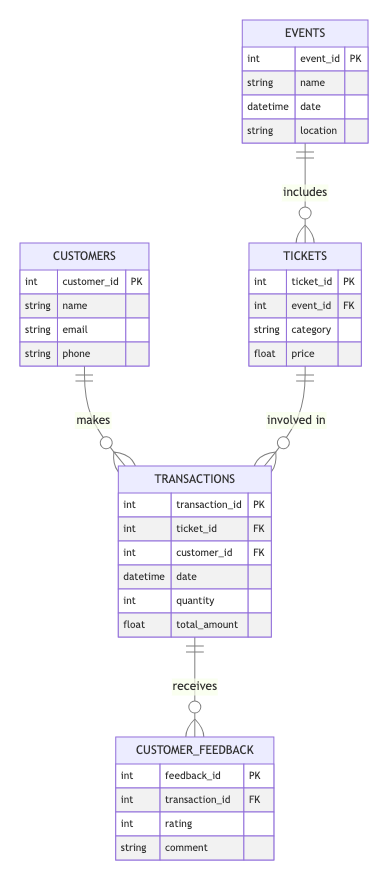 EVENTS
int event_id PK
string name
datetime date
string location
includes
CUSTOMERS
int customer_id PK
string name
string email
string phone
TICKETS
int ticket_id PK
int event_id FK
string category
float price
makes
involved in
TRANSACTIONS
int transaction_id PK
int ticket_id FK
int customer_id FK
datetime date
int quantity
float total_amount
receives
CUSTOMER_FEEDBACK
int feedback_id PK
int transaction_id FK
int rating
string comment